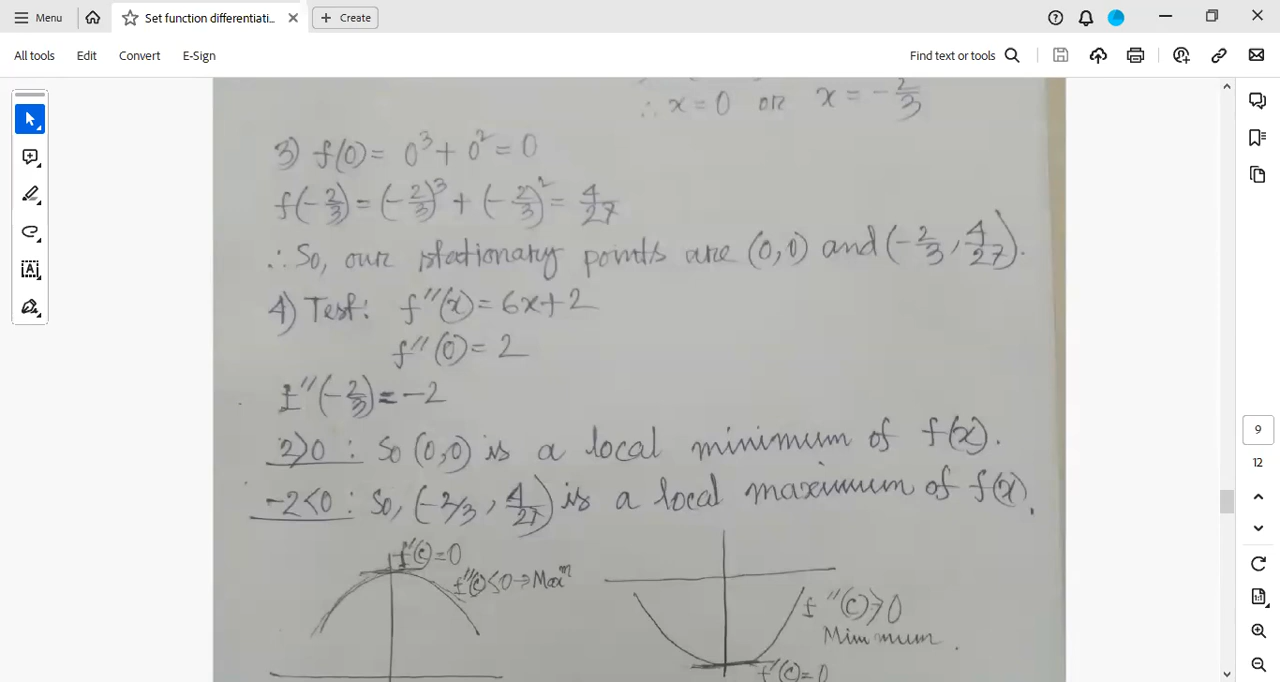 Menu
Set function differentiati...
Create
All tools Edit Convert E-Sign
Find text or tools
∴ x = 0 or x = -2/3
3) f(0) = 0³ + 0² = 0
f(-2/3) = (-2/3)³ + (-2/3)² = 4/27
∴ So, our stationary points are (0,0) and (-2/3, 4/27).
4) Test: f''(x) = 6x+2
f''(0) = 2
f''(-2/3) = -2
2>0 : So (0,0) is a local minimum of f(x).
-2<0 : So, (-2/3, 4/27) is a local maximum of f(x).
f'(c) = 0
f''(c) < 0 ⇒ Maxᵐ
f''(c) > 0
Minimum.
f'(c) = 0
9
12